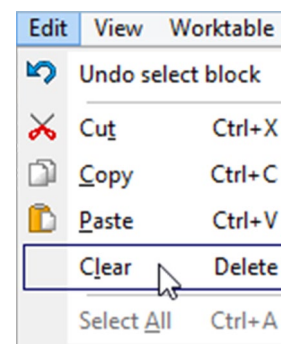 Edit View Worktable
Undo select block
Cut Ctrl+X
Copy Ctrl+C
Paste Ctrl+V
Clear Delete
Select All Ctrl+A